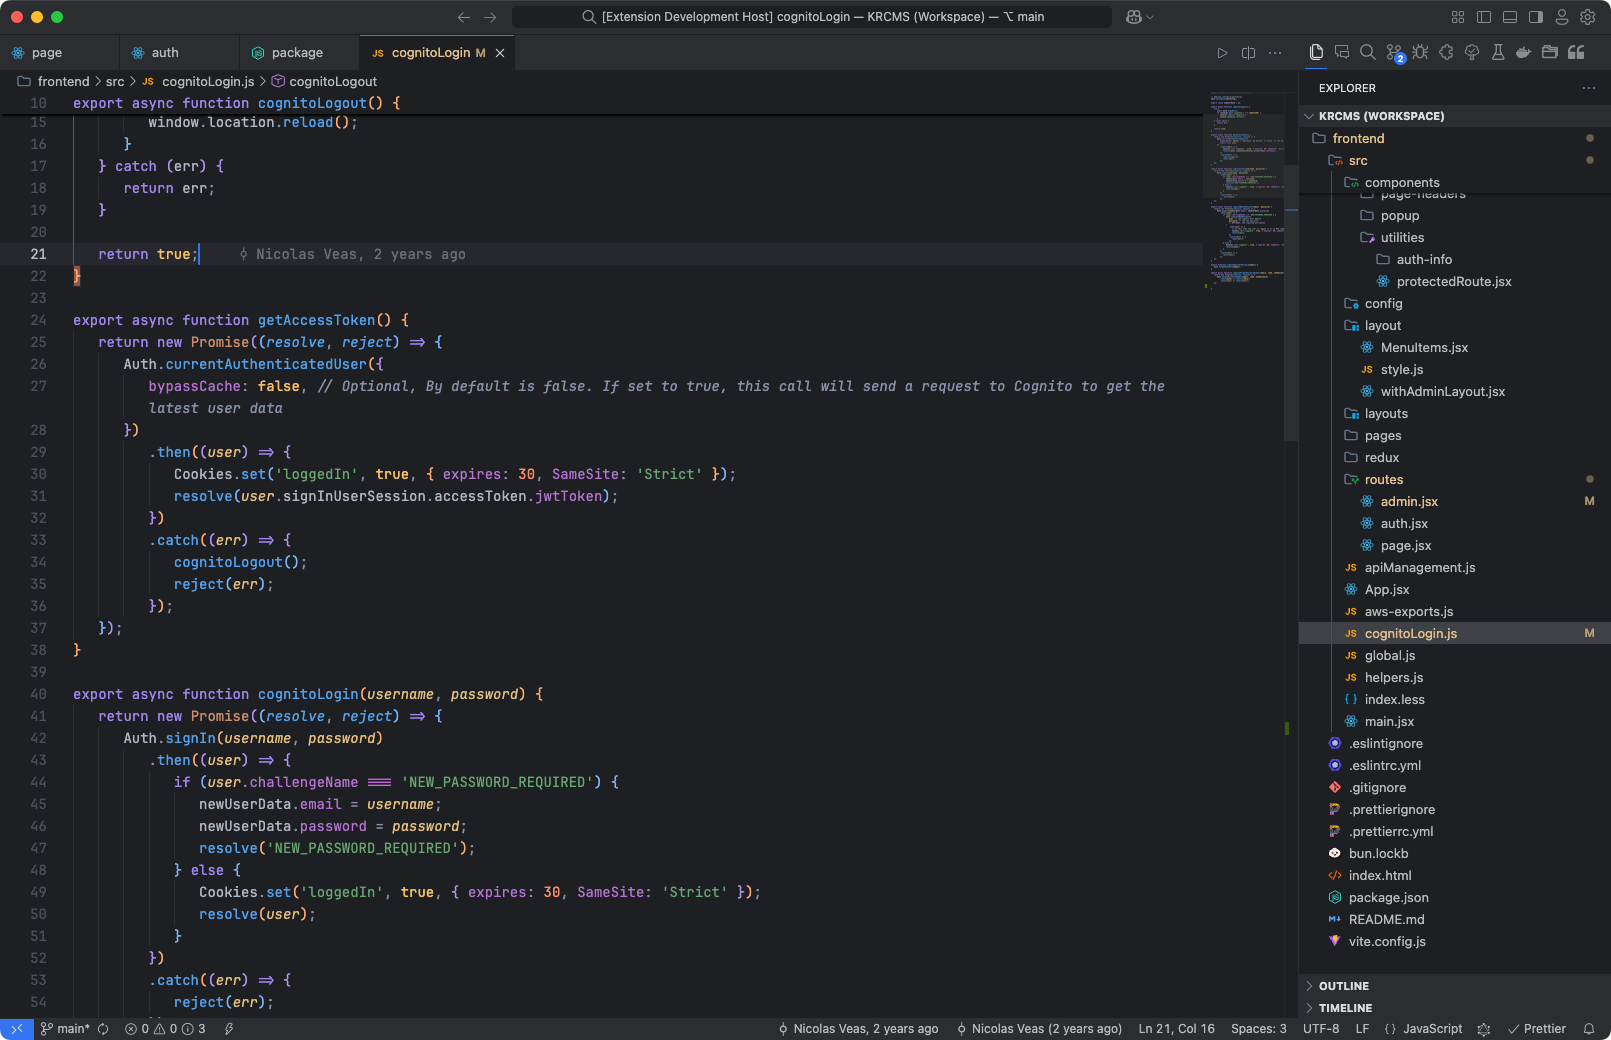 [Extension Development Host] cognitoLogin — KRCMS (Workspace) — ⌥ main
page
auth
package
JS cognitoLogin M
frontend > src > JS cognitoLogin.js > cognitoLogout
10 export async function cognitoLogout() {
15 window.location.reload();
16 }
17 } catch (err) {
18 return err;
19 }
20
21 return true; Nicolas Veas, 2 years ago
22 }
23
24 export async function getAccessToken() {
25 return new Promise((resolve, reject) => {
26 Auth.currentAuthenticatedUser({
27 bypassCache: false, // Optional, By default is false. If set to true, this call will send a request to Cognito to get the
latest user data
28 })
29 .then((user) => {
30 Cookies.set('loggedIn', true, { expires: 30, SameSite: 'Strict' });
31 resolve(user.signInUserSession.accessToken.jwtToken);
32 })
33 .catch((err) => {
34 cognitoLogout();
35 reject(err);
36 });
37 });
38 }
39
40 export async function cognitoLogin(username, password) {
41 return new Promise((resolve, reject) => {
42 Auth.signIn(username, password)
43 .then((user) => {
44 if (user.challengeName === 'NEW_PASSWORD_REQUIRED') {
45 newUserData.email = username;
46 newUserData.password = password;
47 resolve('NEW_PASSWORD_REQUIRED');
48 } else {
49 Cookies.set('loggedIn', true, { expires: 30, SameSite: 'Strict' });
50 resolve(user);
51 }
52 })
53 .catch((err) => {
54 reject(err);
2
EXPLORER
KRCMS (WORKSPACE)
frontend
src
components
page-headers
popup
utilities
auth-info
protectedRoute.jsx
config
layout
MenuItems.jsx
JS style.js
withAdminLayout.jsx
layouts
pages
redux
routes
admin.jsx M
auth.jsx
page.jsx
JS apiManagement.js
App.jsx
JS aws-exports.js
JS cognitoLogin.js M
JS global.js
JS helpers.js
{ } index.less
main.jsx
.eslintignore
.eslintrc.yml
.gitignore
.prettierignore
.prettierrc.yml
bun.lockb
index.html
package.json
README.md
vite.config.js
OUTLINE
TIMELINE
main* 0 0 3 Nicolas Veas, 2 years ago Nicolas Veas (2 years ago) Ln 21, Col 16 Spaces: 3 UTF-8 LF { } JavaScript Prettier